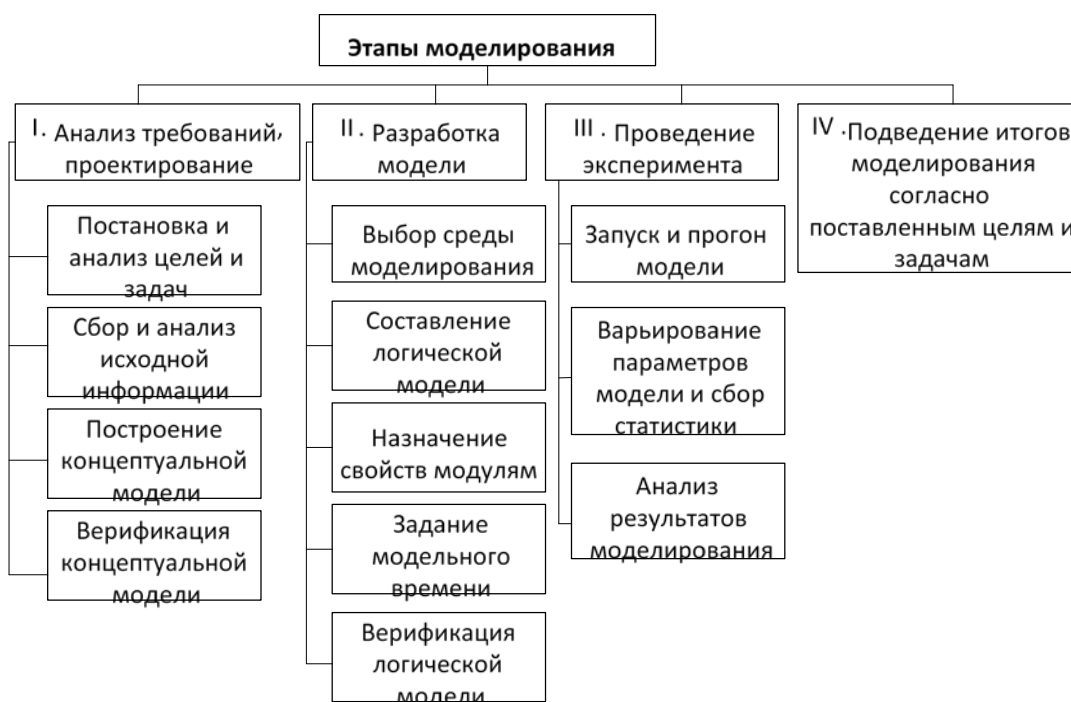 Этапы моделирования
I. Анализ требований,
проектирование
Постановка и
анализ целей и
задач
Сбор и анализ
исходной
информации
Построение
концептуальной
модели
Верификация
концептуальной
модели
II. Разработка
модели
Выбор среды
моделирования
Составление
логической
модели
Назначение
свойств модулям
Задание
модельного
времени
Верификация
логической
модели
III. Проведение
эксперимента
Запуск и прогон
модели
Варьирование
параметров
модели и сбор
статистики
Анализ
результатов
моделирования
IV.Подведение итогов
моделирования
согласно
поставленным целям и
задачам